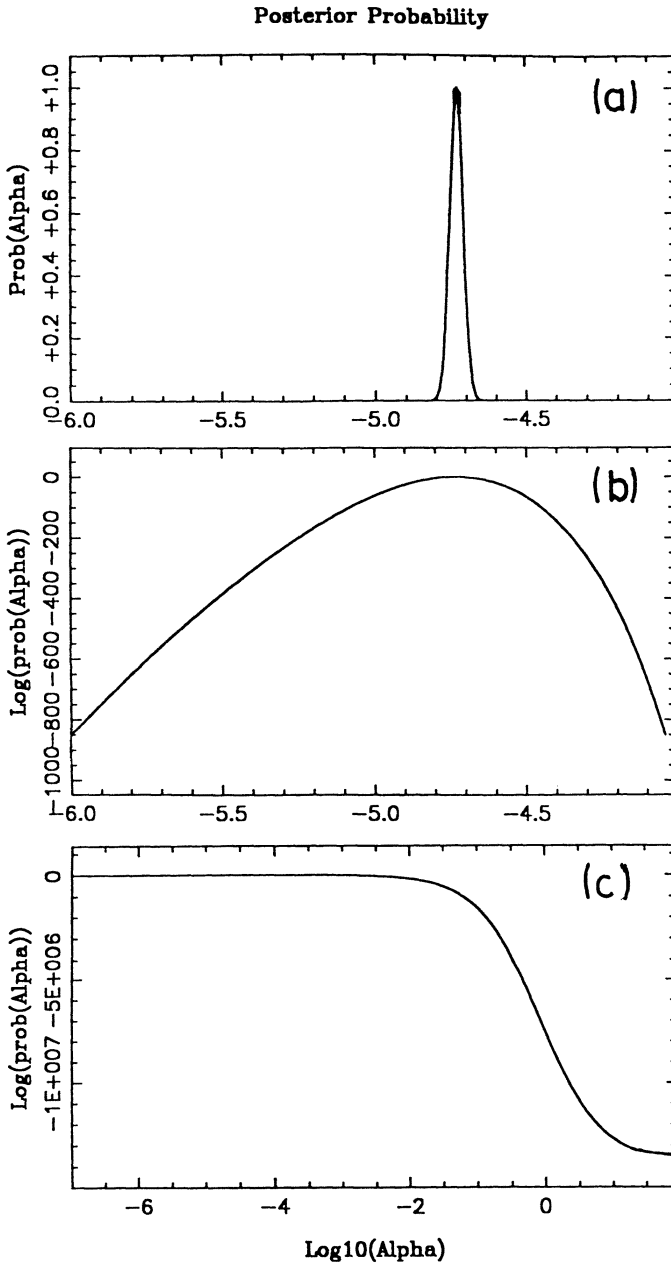 Posterior Probability
(a)
Prob(Alpha)
+1.0
+0.8
+0.6
+0.4
+0.2
0.0
-6.0 -5.5 -5.0 -4.5
(b)
Log(prob(Alpha))
0
-200
-400
-600
-800
-1000
-6.0 -5.5 -5.0 -4.5
(c)
Log(prob(Alpha))
0
-5E+006
-1E+007
-6 -4 -2 0
Log10(Alpha)